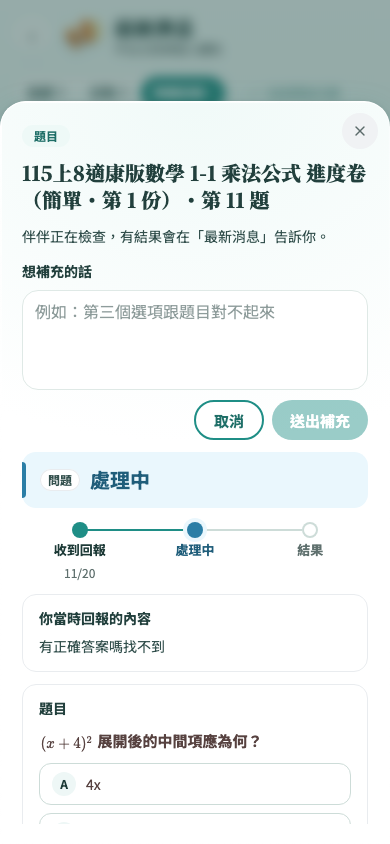 題目
115上8適康版數學 1-1 乘法公式 進度卷
（簡單・第 1 份）・第 11 題
伴伴正在檢查，有結果會在「最新消息」告訴你。
想補充的話
例如：第三個選項跟題目對不起來
取消
送出補充
問題
處理中
收到回報
處理中
結果
11/20
你當時回報的內容
有正確答案嗎找不到
題目
(x + 4)² 展開後的中間項應為何？
A 4x